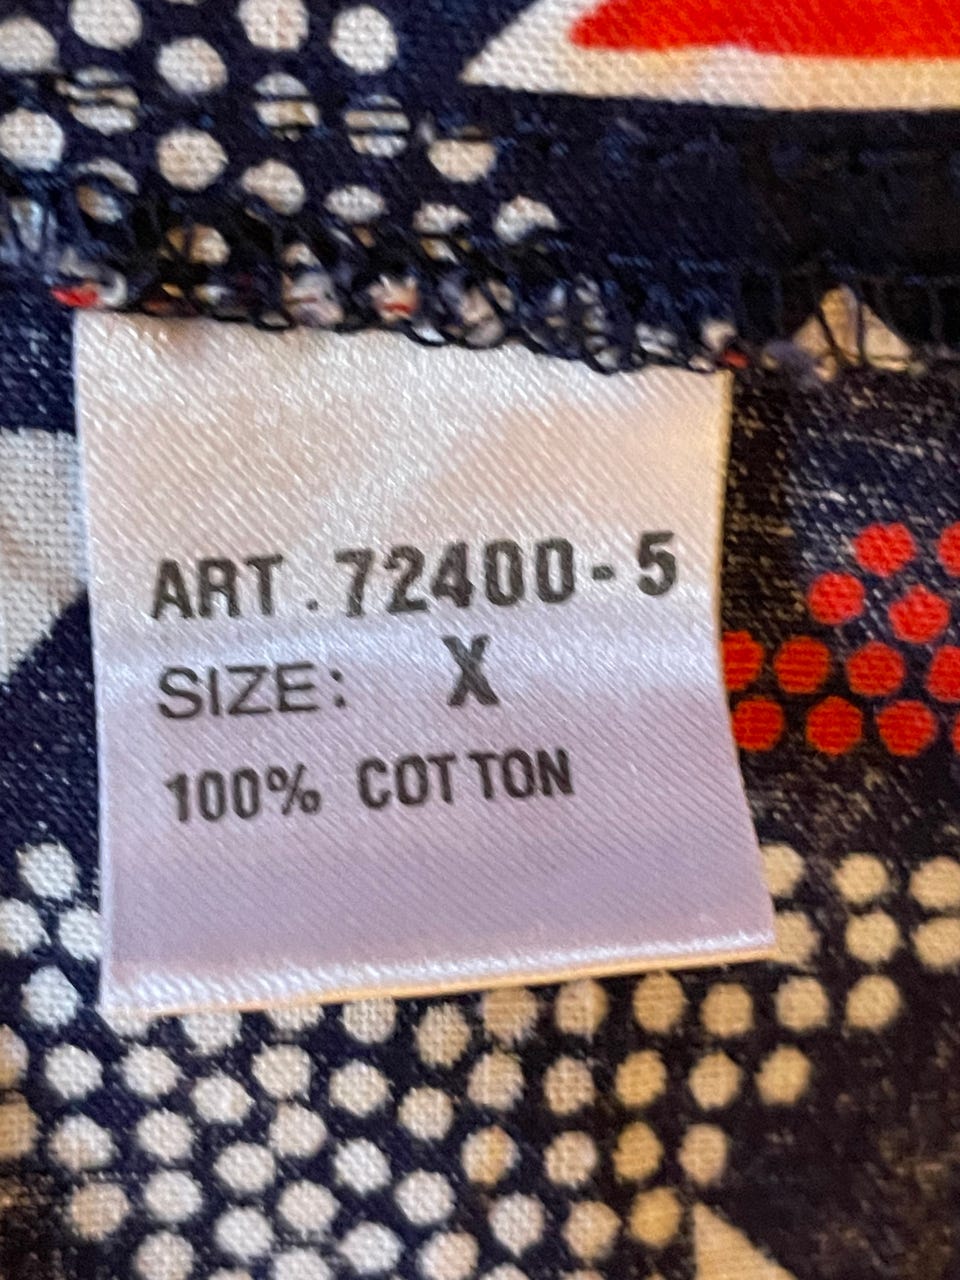 ART. 72400-5
SIZE: X
100% COTTON